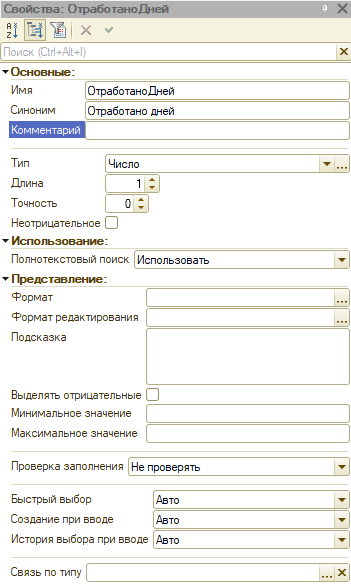 Свойства: ОтработаноДней
Поиск (Ctrl+Alt+I)
Основные:
Имя ОтработаноДней
Синоним Отработано дней
Комментарий
Тип Число
Длина 1
Точность 0
Неотрицательное
Использование:
Полнотекстовый поиск Использовать
Представление:
Формат
Формат редактирования
Подсказка
Выделять отрицательные
Минимальное значение
Максимальное значение
Проверка заполнения Не проверять
Быстрый выбор Авто
Создание при вводе Авто
История выбора при вводе Авто
Связь по типу